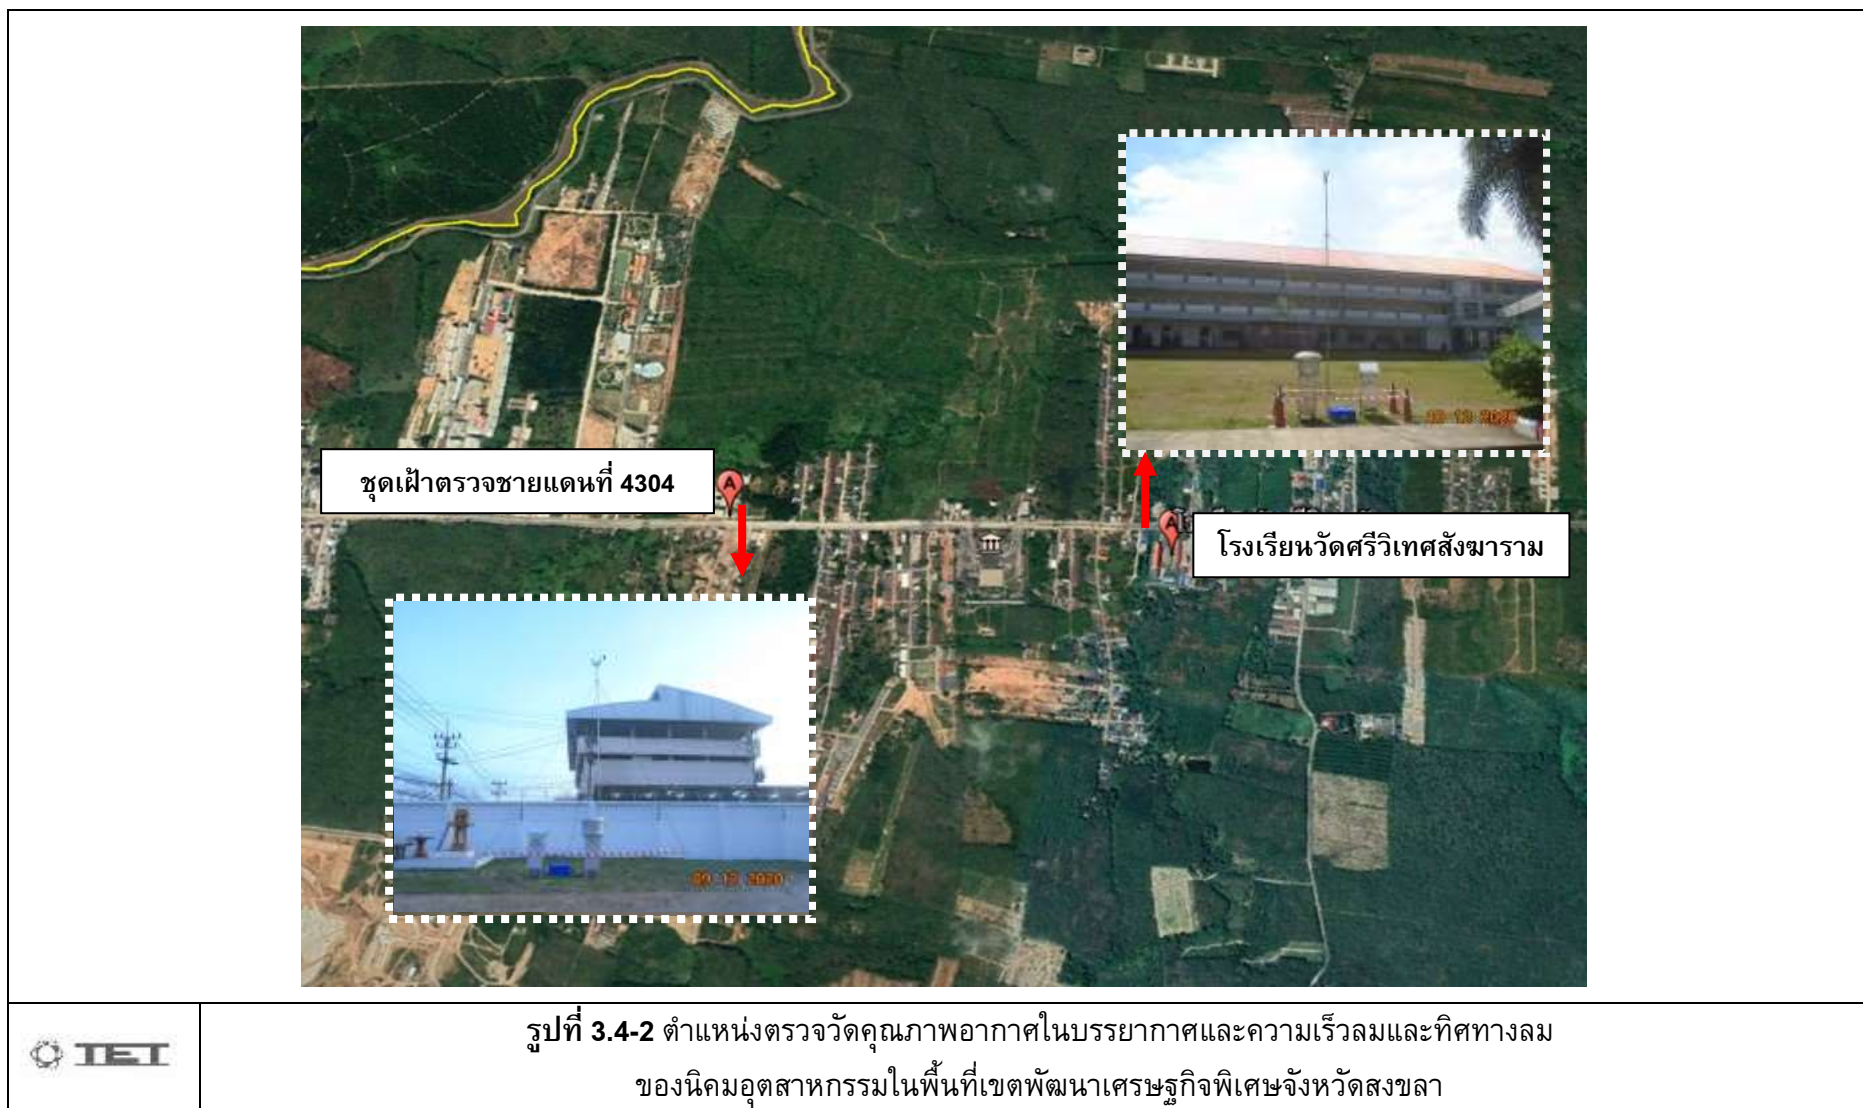 ชุดเฝ้าตรวจชายแดนที่ 4304
A
A
โรงเรียนวัดศรีวิเทศสังฆาราม
10 12 2020
09 12 2020
TET
รูปที่ 3.4-2 ตำแหน่งตรวจวัดคุณภาพอากาศในบรรยากาศและความเร็วลมและทิศทางลม
ของนิคมอุตสาหกรรมในพื้นที่เขตพัฒนาเศรษฐกิจพิเศษจังหวัดสงขลา